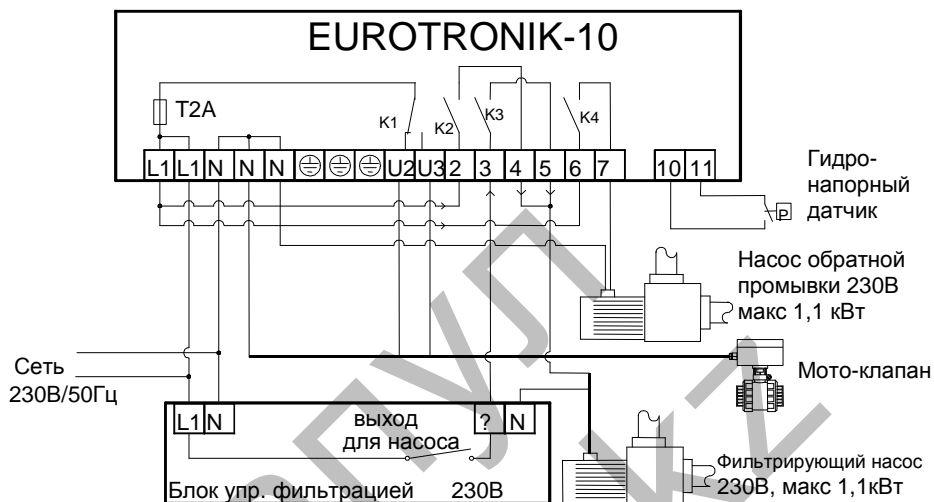 EUROTRONIK-10
T2A
K1
K2
K3
K4
L1 L1 N N N U2 U3 2 3 4 5 6 7 10 11
Гидро-
напорный
датчик
P
Насос обратной
промывки 230В
макс 1,1 кВт
Сеть
230В/50Гц
Мото-клапан
L1 N
выход
для насоса
? N
Блок упр. фильтрацией 230В
Фильтрирующий насос
230В, макс 1,1кВт